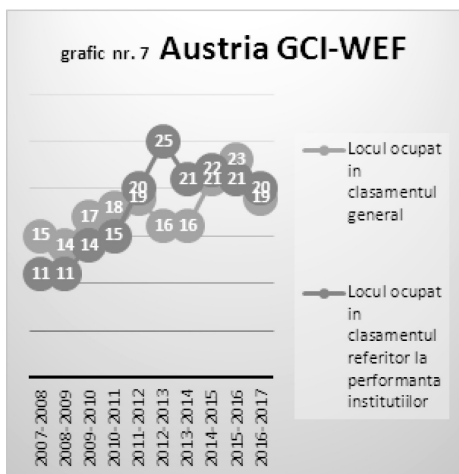 grafic nr. 7 Austria GCI-WEF
15
14
17
18
19
16
16
21
23
19
11
11
14
15
20
25
21
22
21
20
2007-2008
2008-2009
2009-2010
2010-2011
2011-2012
2012-2013
2013-2014
2014-2015
2015-2016
2016-2017
Locul ocupat
in
clasamentul
general
Locul ocupat
in
clasamentul
referitor la
performanta
institutiilor